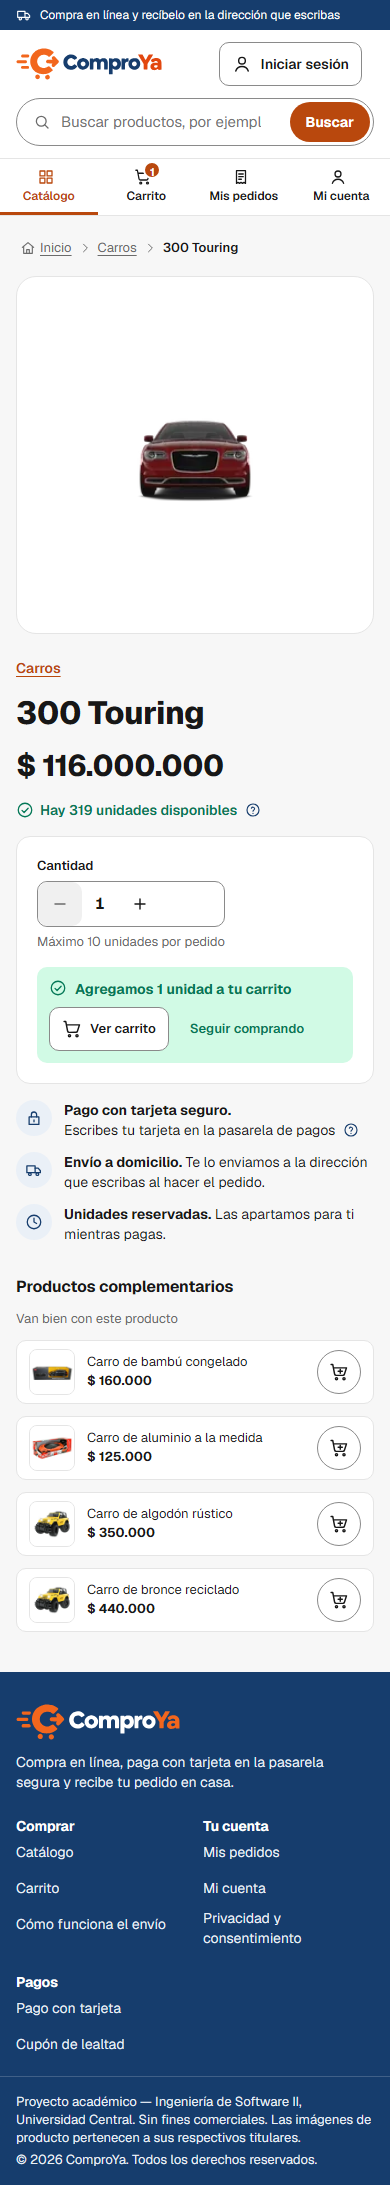 Compra en línea y recíbelo en la dirección que escribas
ComproYa
Iniciar sesión
Buscar productos, por ejempl
Buscar
Catálogo
1
Carrito
Mis pedidos
Mi cuenta
Inicio > Carros > 300 Touring
Carros
300 Touring
$ 116.000.000
Hay 319 unidades disponibles
Cantidad
− 1 +
Máximo 10 unidades por pedido
Agregamos 1 unidad a tu carrito
Ver carrito
Seguir comprando
Pago con tarjeta seguro.
Escribes tu tarjeta en la pasarela de pagos
Envío a domicilio. Te lo enviamos a la dirección
que escribas al hacer el pedido.
Unidades reservadas. Las apartamos para ti
mientras pagas.
Productos complementarios
Van bien con este producto
Carro de bambú congelado
$ 160.000
Carro de aluminio a la medida
$ 125.000
Carro de algodón rústico
$ 350.000
Carro de bronce reciclado
$ 440.000
ComproYa
Compra en línea, paga con tarjeta en la pasarela
segura y recibe tu pedido en casa.
Comprar
Catálogo
Carrito
Cómo funciona el envío
Tu cuenta
Mis pedidos
Mi cuenta
Privacidad y
consentimiento
Pagos
Pago con tarjeta
Cupón de lealtad
Proyecto académico — Ingeniería de Software II,
Universidad Central. Sin fines comerciales. Las imágenes de
producto pertenecen a sus respectivos titulares.
© 2026 ComproYa. Todos los derechos reservados.